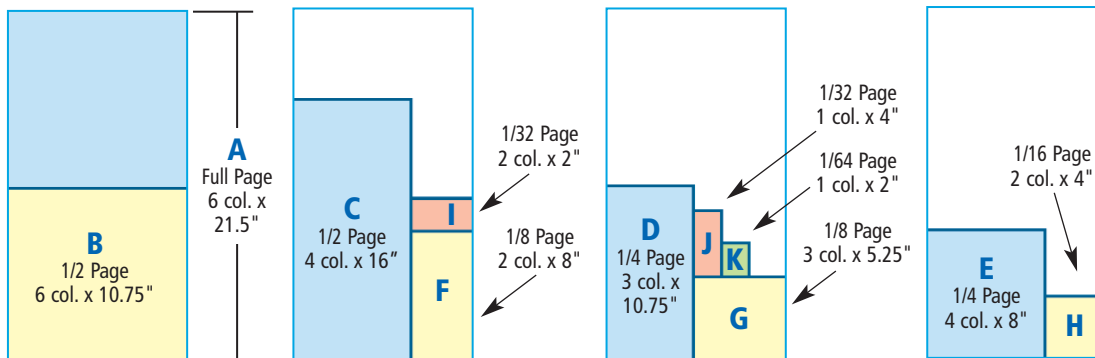 A
Full Page
6 col. x
21.5"
B
1/2 Page
6 col. x 10.75"
C
1/2 Page
4 col. x 16”
1/32 Page
2 col. x 2"
I
1/8 Page
2 col. x 8"
F
D
1/4 Page
3 col. x
10.75"
1/32 Page
1 col. x 4"
J
1/64 Page
1 col. x 2"
K
1/8 Page
3 col. x 5.25"
G
E
1/4 Page
4 col. x 8"
1/16 Page
2 col. x 4"
H